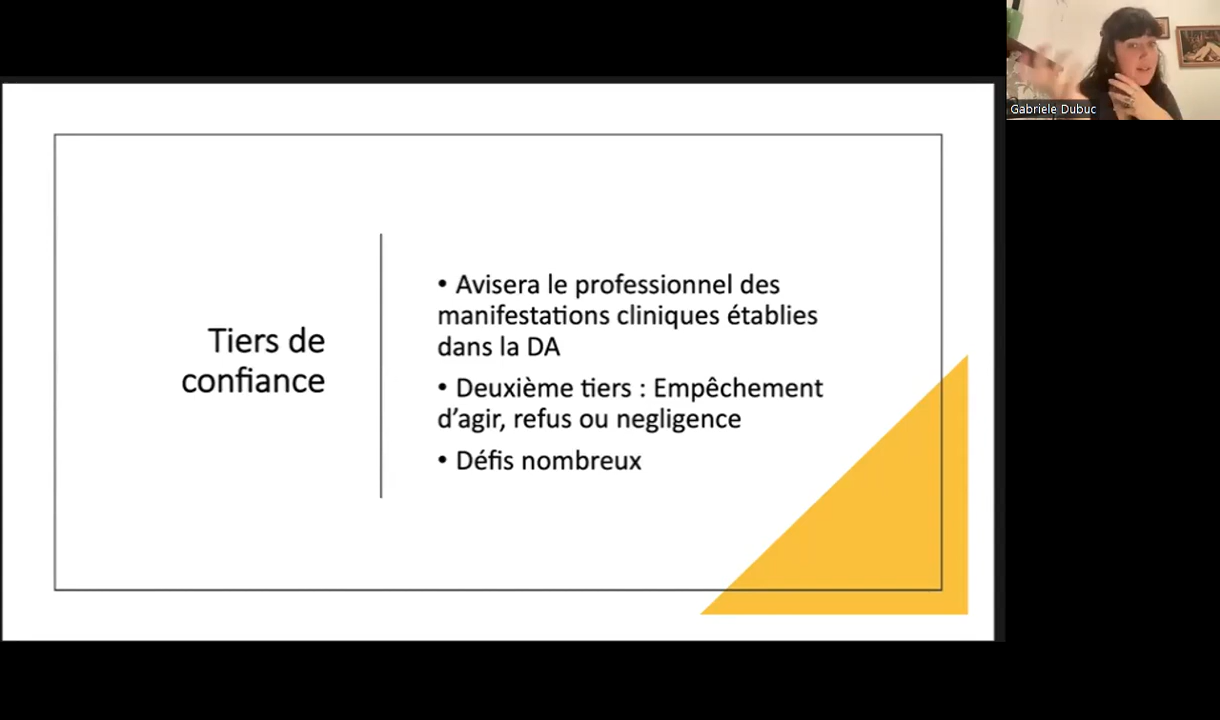 Gabriele Dubuc
Tiers de
confiance
• Avisera le professionnel des
manifestations cliniques établies
dans la DA
• Deuxième tiers : Empêchement
d’agir, refus ou negligence
• Défis nombreux